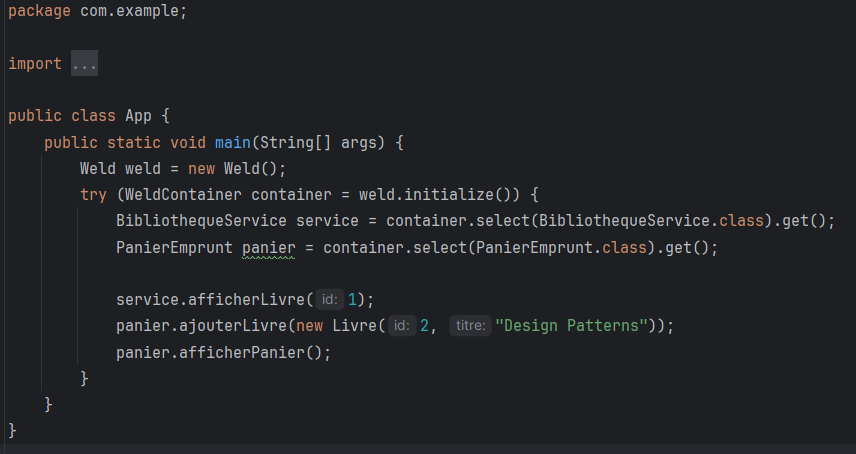 package com.example;
import ...
public class App {
public static void main(String[] args) {
Weld weld = new Weld();
try (WeldContainer container = weld.initialize()) {
BibliothequeService service = container.select(BibliothequeService.class).get();
PanierEmprunt panier = container.select(PanierEmprunt.class).get();
service.afficherLivre( id: 1);
panier.ajouterLivre(new Livre( id: 2, titre: "Design Patterns"));
panier.afficherPanier();
}
}
}